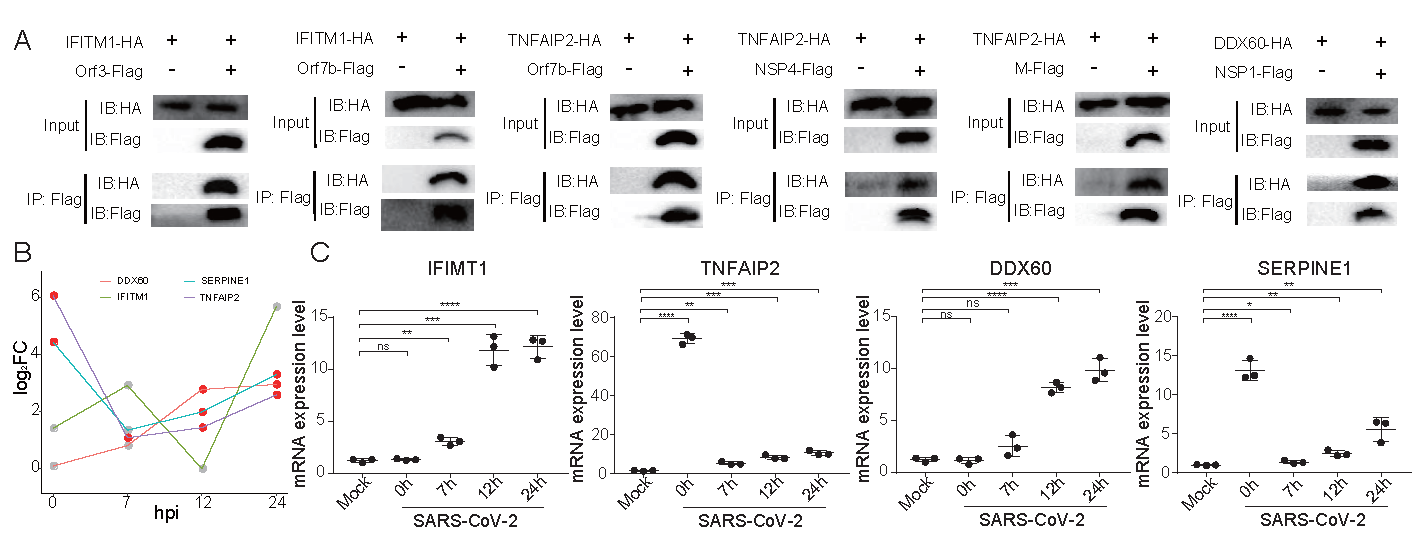 A
IFITM1-HA + +
Orf3-Flag - +
Input
IB:HA
IB:Flag
IP: Flag
IB:HA
IB:Flag
IFITM1-HA + +
Orf7b-Flag - +
Input
IB:HA
IB:Flag
IP: Flag
IB:HA
IB:Flag
TNFAIP2-HA + +
Orf7b-Flag - +
Input
IB:HA
IB:Flag
IP: Flag
IB:HA
IB:Flag
TNFAIP2-HA + +
NSP4-Flag - +
Input
IB:HA
IB:Flag
IP: Flag
IB:HA
IB:Flag
TNFAIP2-HA + +
M-Flag - +
Input
IB:HA
IB:Flag
IP: Flag
IB:HA
IB:Flag
DDX60-HA + +
NSP1-Flag - +
Input
IB:HA
IB:Flag
IP: Flag
IB:HA
IB:Flag
B
DDX60 SERPINE1
IFITM1 TNFAIP2
log2FC
6
4
2
0
0 7 12 24
hpi
C
IFIMT1
mRNA expression level
15
10
5
0
****
***
**
ns
Mock 0h 7h 12h 24h
SARS-CoV-2
TNFAIP2
mRNA expression level
80
60
40
20
0
***
***
**
****
Mock 0h 7h 12h 24h
SARS-CoV-2
DDX60
mRNA expression level
15
10
5
0
***
****
ns
ns
Mock 0h 7h 12h 24h
SARS-CoV-2
SERPINE1
mRNA expression level
20
15
10
5
0
**
**
*
****
Mock 0h 7h 12h 24h
SARS-CoV-2